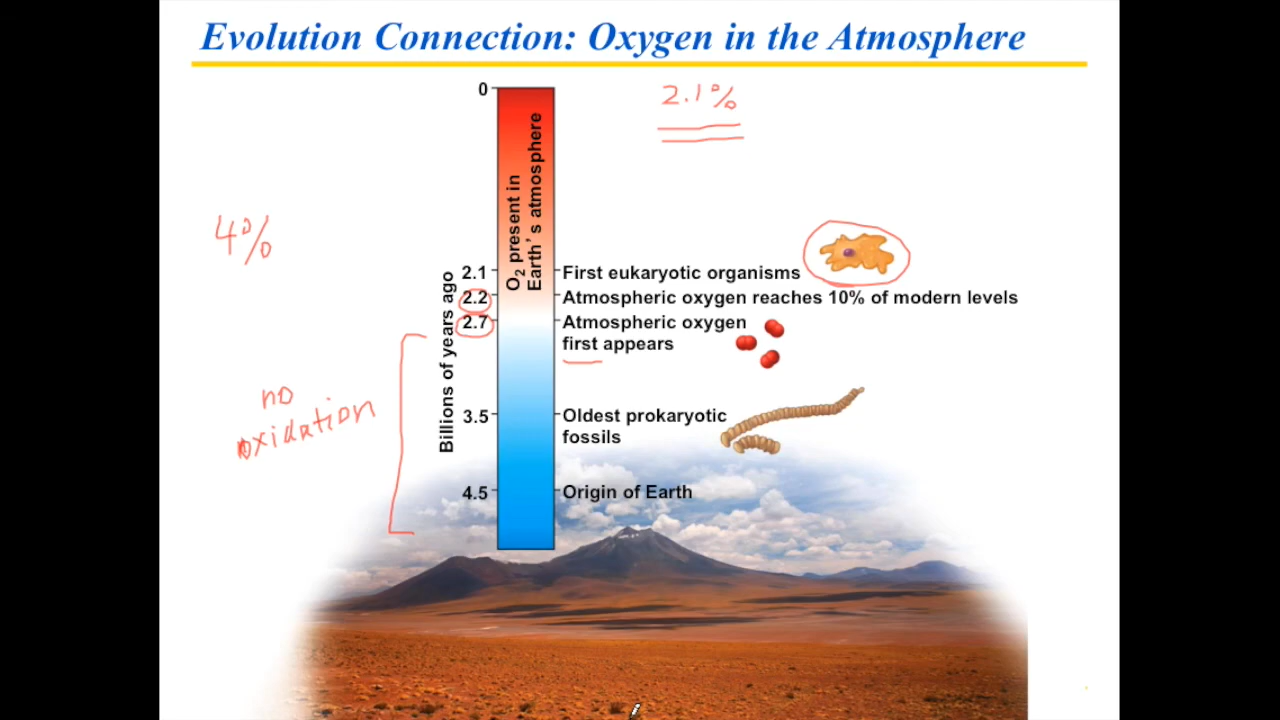 Evolution Connection: Oxygen in the Atmosphere
0
2.1%
O2 present in
Earth's atmosphere
4%
Billions of years ago
2.1
First eukaryotic organisms
2.2
Atmospheric oxygen reaches 10% of modern levels
2.7
Atmospheric oxygen
first appears
no
oxidation
3.5
Oldest prokaryotic
fossils
4.5
Origin of Earth